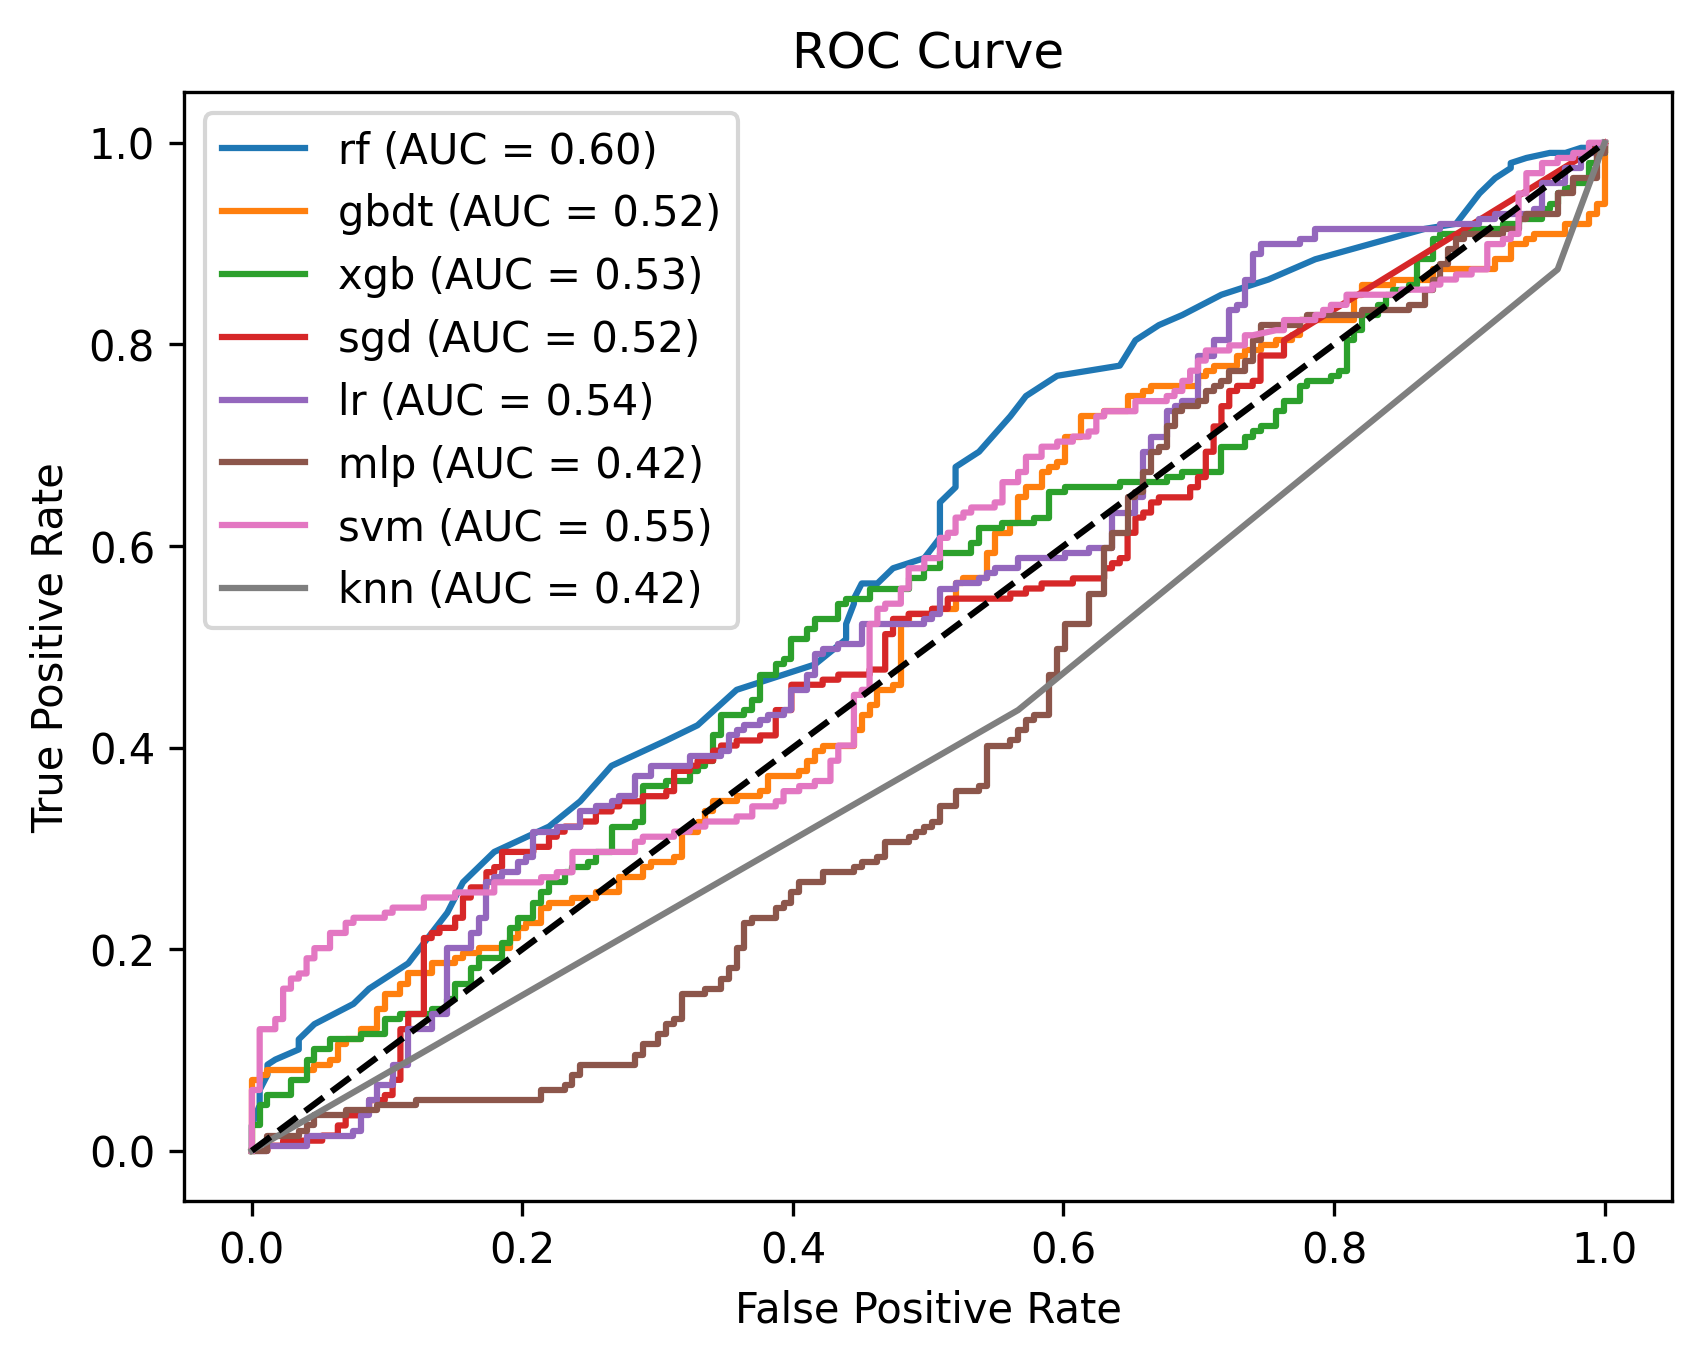 ROC Curve
rf (AUC = 0.60)
gbdt (AUC = 0.52)
xgb (AUC = 0.53)
sgd (AUC = 0.52)
lr (AUC = 0.54)
mlp (AUC = 0.42)
svm (AUC = 0.55)
knn (AUC = 0.42)
True Positive Rate
1.0
0.8
0.6
0.4
0.2
0.0
0.0 0.2 0.4 0.6 0.8 1.0
False Positive Rate